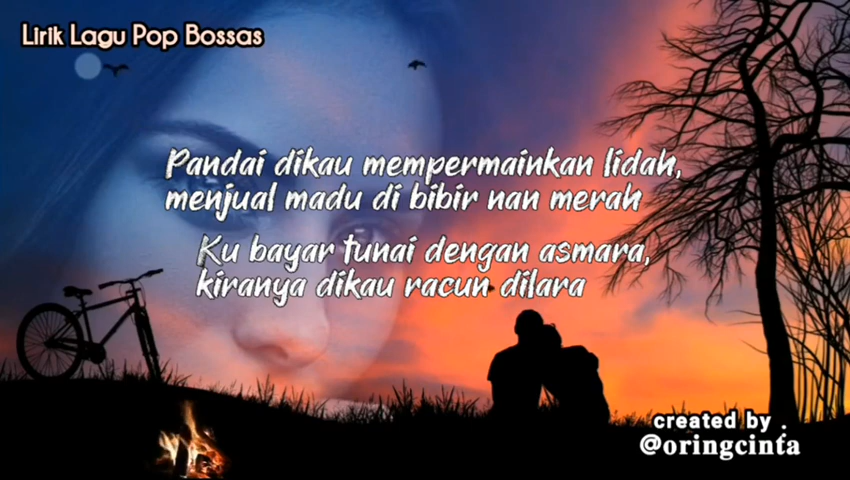 Lirik Lagu Pop Bossas
Pandai dikau mempermainkan lidah,
menjual madu di bibir nan merah
Ku bayar tunai dengan asmara,
kiranya dikau racun dilara
created by .
@oringcinta